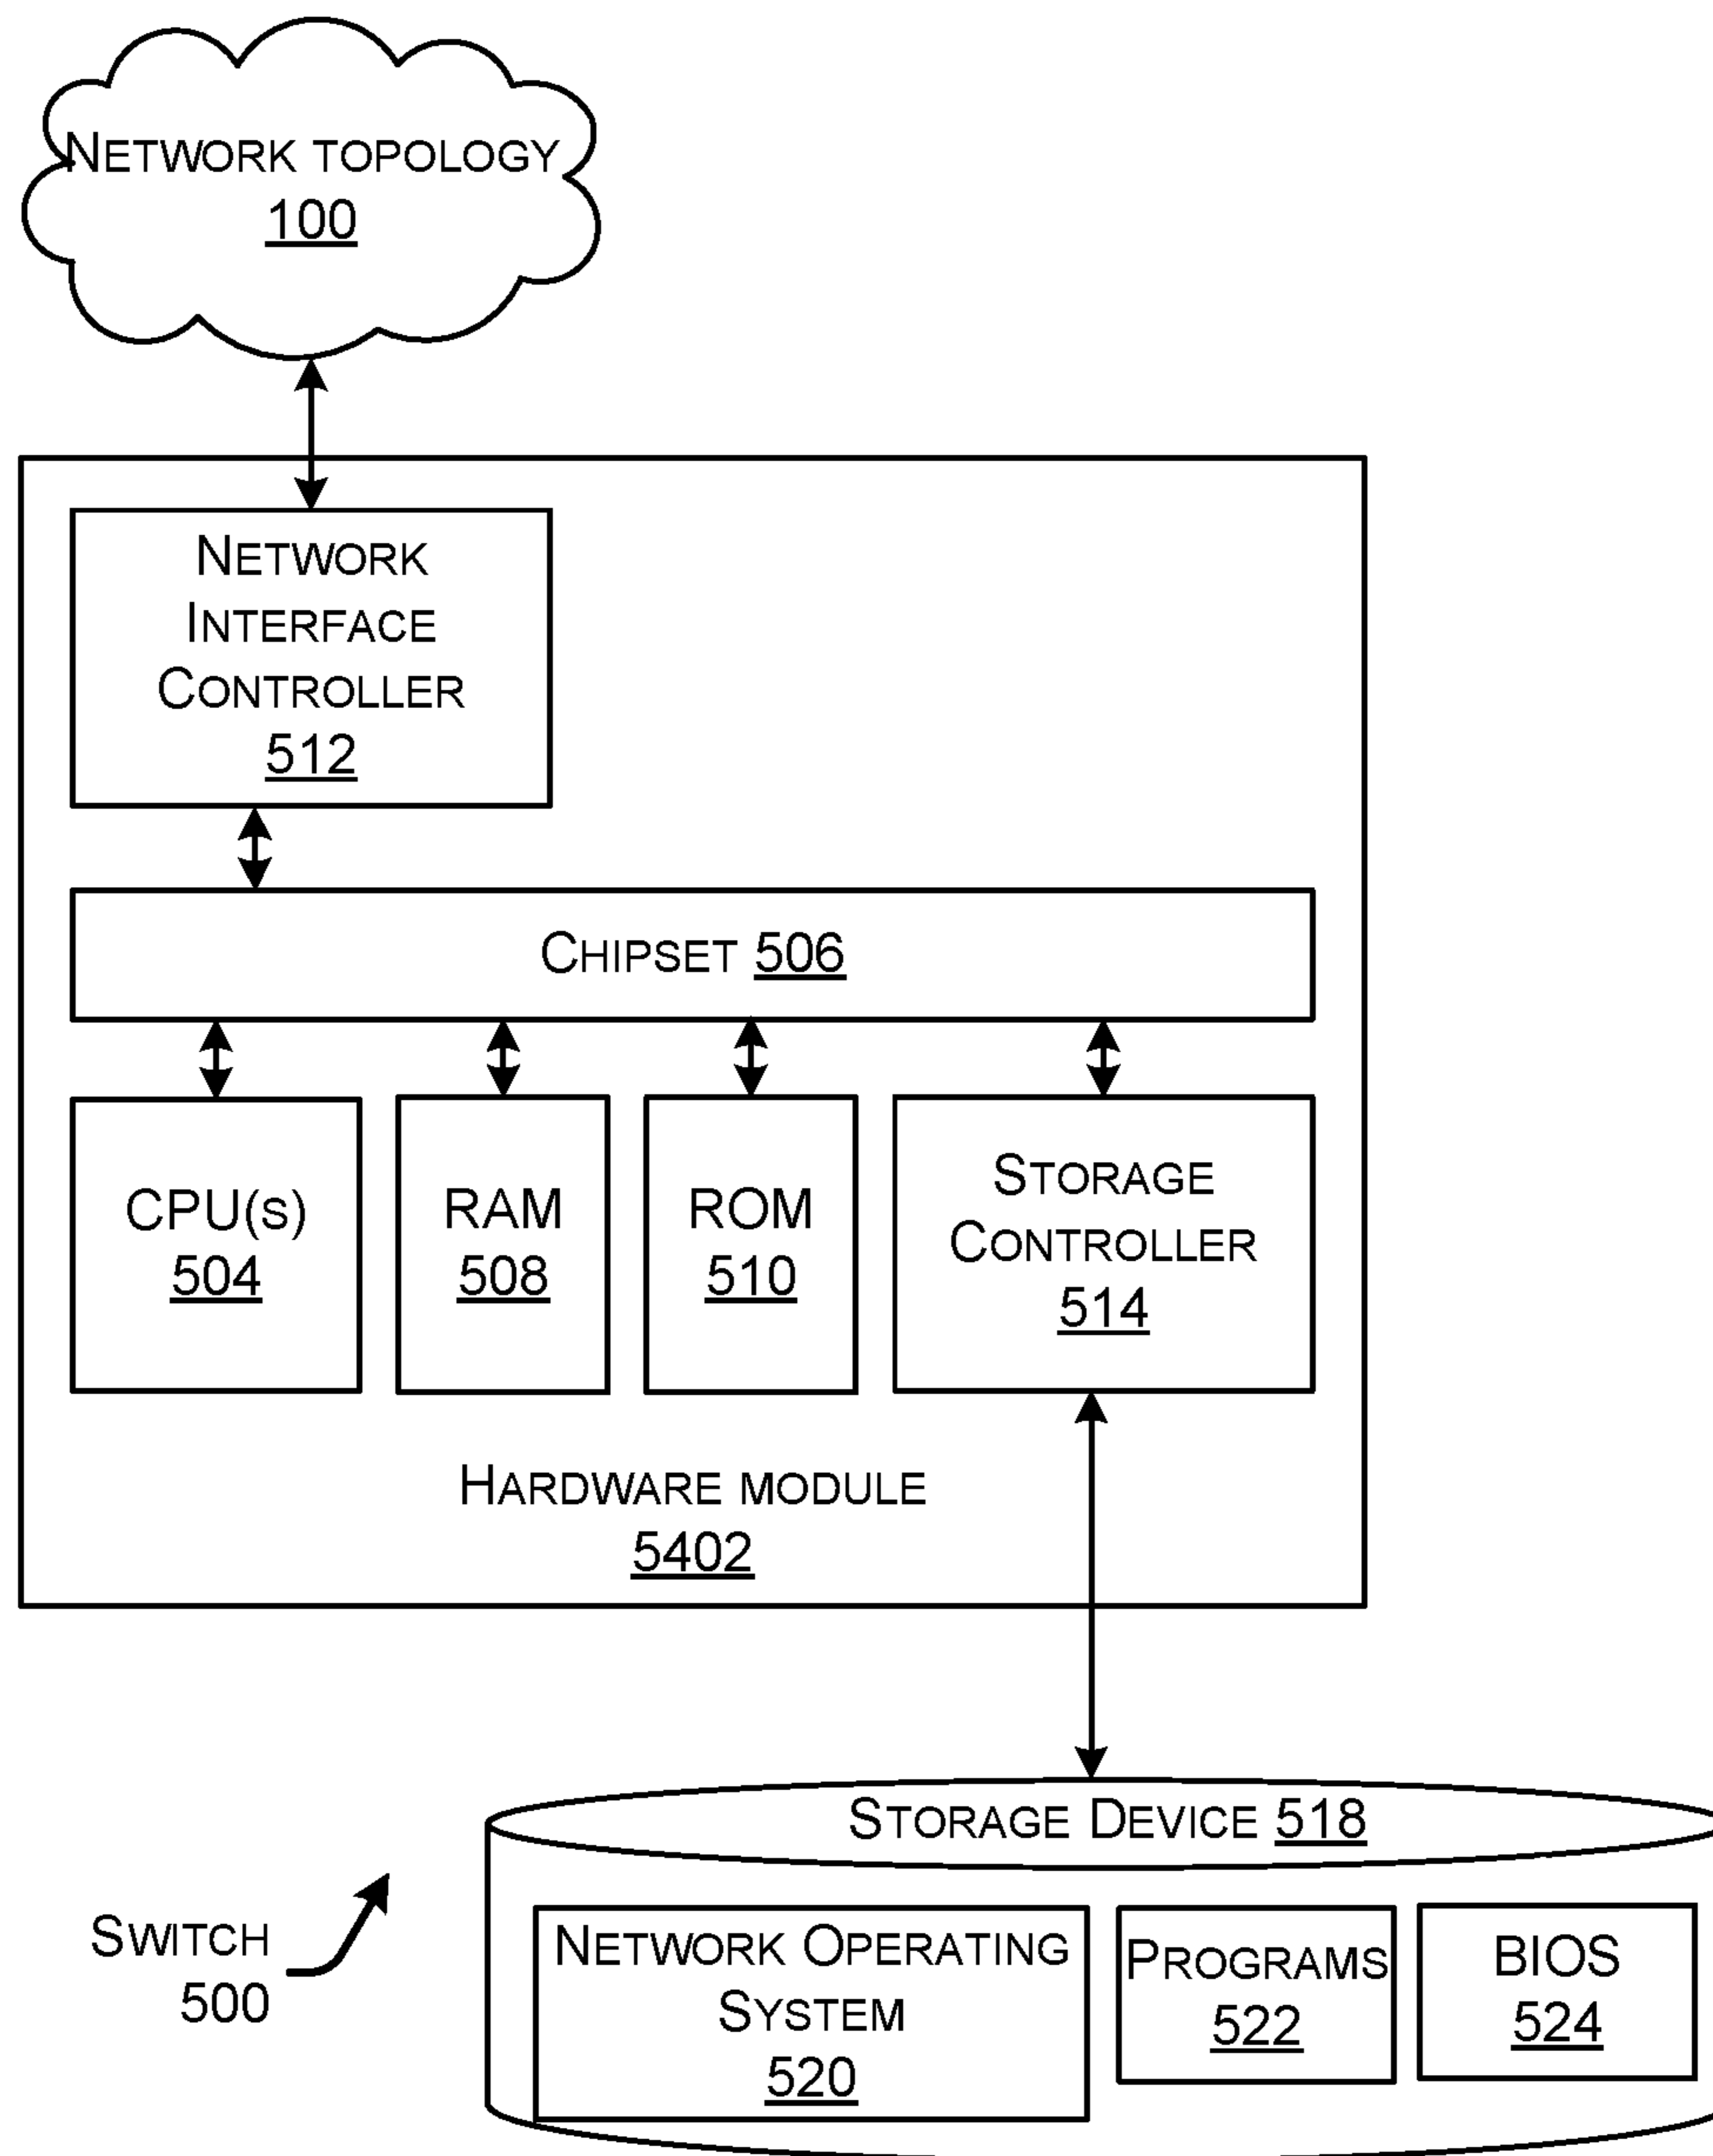 Network topology
100
Network
Interface
Controller
512
Chipset 506
CPU(s)
504
RAM
508
ROM
510
Storage
Controller
514
Hardware module
5402
Storage Device 518
Switch
500
Network Operating
System
520
Programs
522
BIOS
524